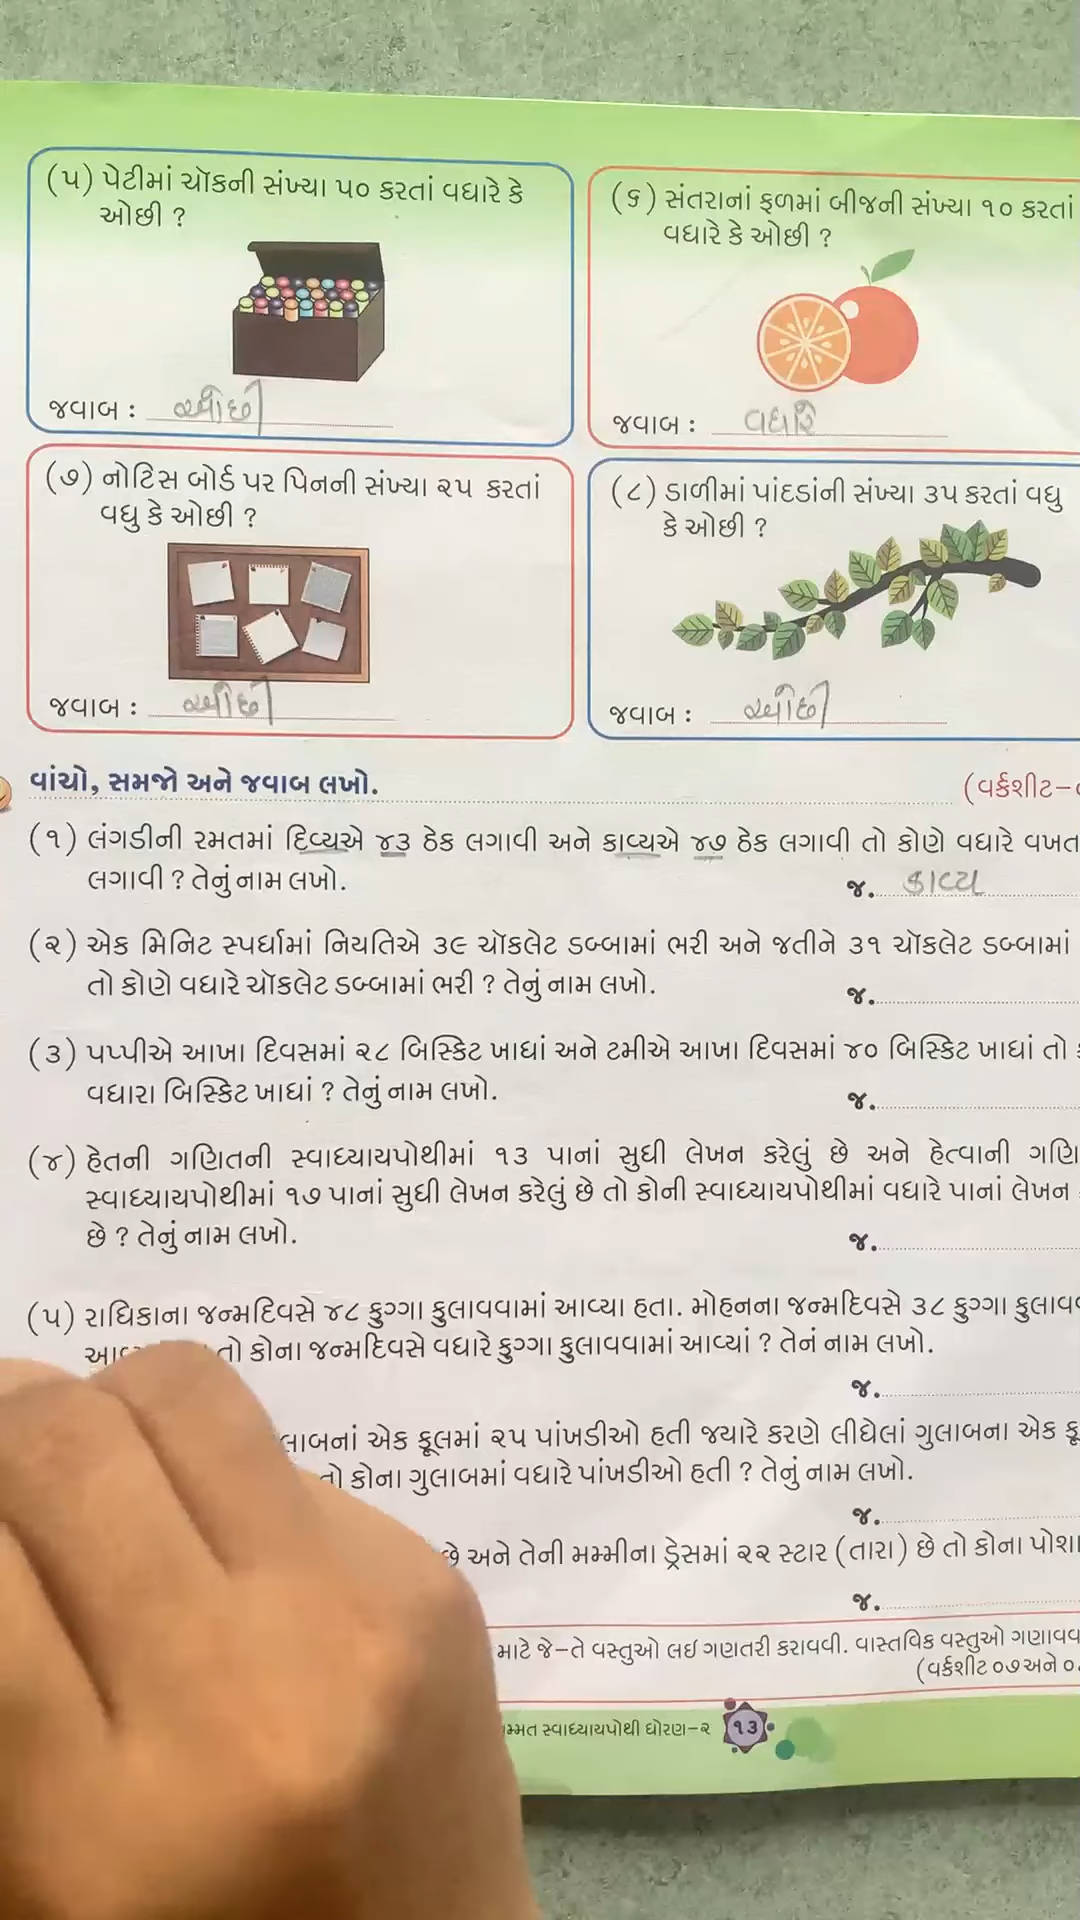 (૫) પેટીમાં ચૉકની સંખ્યા ૫૦ કરતાં વધારે કે
ઓછી ?
જવાબ : ઓછી
(૬) સંતરાનાં ફળમાં બીજની સંખ્યા ૧૦ કરતાં
વધારે કે ઓછી ?
જવાબ : વધારે
(૭) નોટિસ બોર્ડ પર પિનની સંખ્યા ૨૫ કરતાં
વધુ કે ઓછી ?
જવાબ : ઓછી
(૮) ડાળીમાં પાંદડાંની સંખ્યા ૩૫ કરતાં વધુ
કે ઓછી ?
જવાબ : ઓછી
વાંચો, સમજો અને જવાબ લખો.
(વર્કશીટ-
(૧) લંગડીની રમતમાં દિવ્યએ ૪૩ ઠેક લગાવી અને કાવ્યએ ૪૭ ઠેક લગાવી તો કોણે વધારે વખત
લગાવી ? તેનું નામ લખો.
જ. કાવ્ય
(૨) એક મિનિટ સ્પર્ધામાં નિયતિએ ૩૯ ચૉકલેટ ડબ્બામાં ભરી અને જતીને ૩૧ ચૉકલેટ ડબ્બામાં
તો કોણે વધારે ચૉકલેટ ડબ્બામાં ભરી ? તેનું નામ લખો.
જ.
(૩) પપ્પીએ આખા દિવસમાં ૨૮ બિસ્કિટ ખાધાં અને ટમીએ આખા દિવસમાં ૪૦ બિસ્કિટ ખાધાં તો
વધારા બિસ્કિટ ખાધાં ? તેનું નામ લખો.
જ.
(૪) હેતની ગણિતની સ્વાધ્યાયપોથીમાં ૧૩ પાનાં સુધી લેખન કરેલું છે અને હેત્વાની ગણિ
સ્વાધ્યાયપોથીમાં ૧૭ પાનાં સુધી લેખન કરેલું છે તો કોની સ્વાધ્યાયપોથીમાં વધારે પાનાં લેખન
છે ? તેનું નામ લખો.
જ.
(૫) રાધિકાના જન્મદિવસે ૪૮ ફુગ્ગા ફુલાવવામાં આવ્યા હતા. મોહનના જન્મદિવસે ૩૮ ફુગ્ગા ફુલાવ
તો કોના જન્મદિવસે વધારે ફુગ્ગા ફુલાવવામાં આવ્યાં ? તેનં નામ લખો.
જ.
લાબનાં એક ફૂલમાં ૨૫ પાંખડીઓ હતી જયારે કરણે લીધેલાં ગુલાબના એક ફૂ
તો કોના ગુલાબમાં વધારે પાંખડીઓ હતી ? તેનું નામ લખો.
જ.
છે અને તેની મમ્મીના ડ્રેસમાં ૨૨ સ્ટાર (તારા) છે તો કોના પોશા
જ.
માટે જે-તે વસ્તુઓ લઇ ગણતરી કરાવવી. વાસ્તવિક વસ્તુઓ ગણાવવ
(વર્કશીટ ૦૭ અને ૦
મ્મત સ્વાધ્યાયપોથી ધોરણ-૨ ૧૩